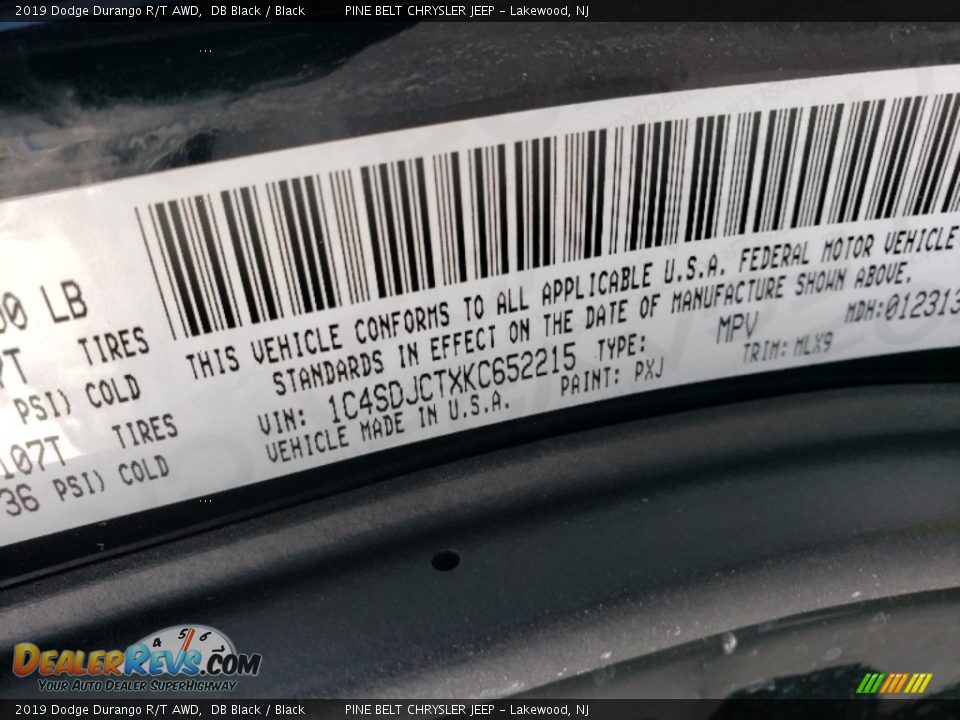 2019 Dodge Durango R/T AWD, DB Black / Black PINE BELT CHRYSLER JEEP - Lakewood, NJ
LB
TIRES
PSI) COLD
107T TIRES
36 PSI) COLD
THIS VEHICLE CONFORMS TO ALL APPLICABLE U.S.A. FEDERAL MOTOR VEHICLE
STANDARDS IN EFFECT ON THE DATE OF MANUFACTURE SHOWN ABOVE.
VIN: 1C4SDJCTXKC652215 TYPE: MPV MDH:012313
VEHICLE MADE IN U.S.A. PAINT: PXJ TRIM: MLX9
4 5 6
DEALERREVS.COM
YOUR AUTO DEALER SUPERHIGHWAY
2019 Dodge Durango R/T AWD, DB Black / Black PINE BELT CHRYSLER JEEP - Lakewood, NJ